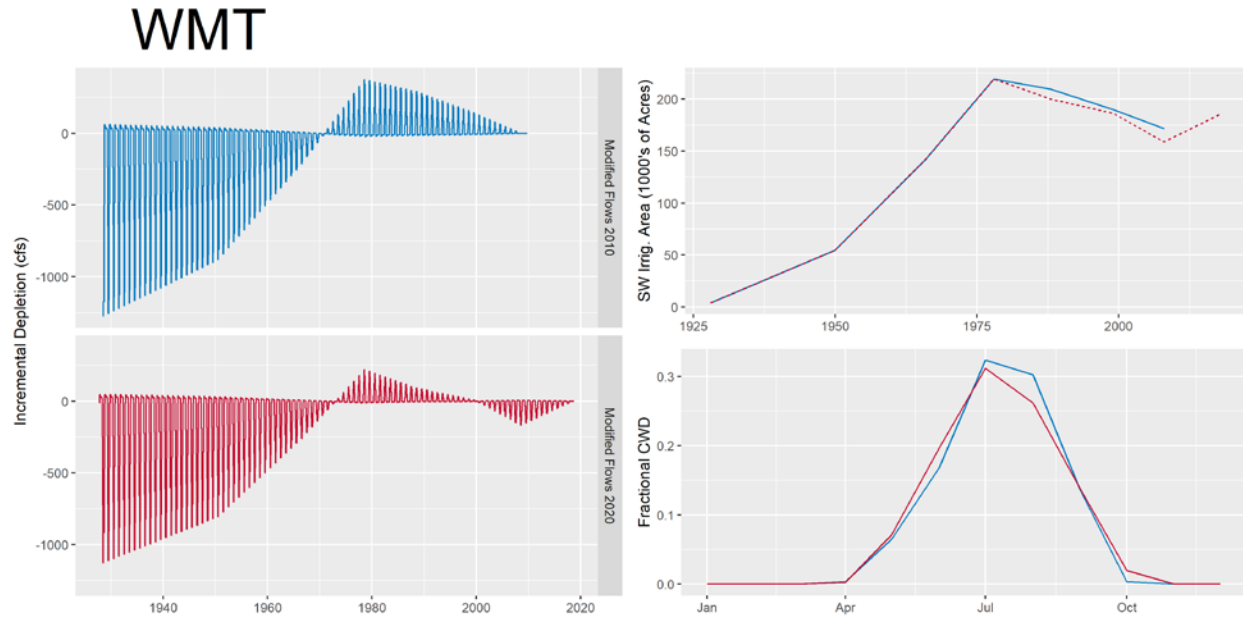 WMT
Incremental Depletion (cfs)
0
-500
-1000
Modified Flows 2010
0
-500
-1000
Modified Flows 2020
1940 1960 1980 2000 2020
SW Irrig. Area (1000's of Acres)
200
150
100
50
0
1925 1950 1975 2000
Fractional CWD
0.3
0.2
0.1
0.0
Jan Apr Jul Oct